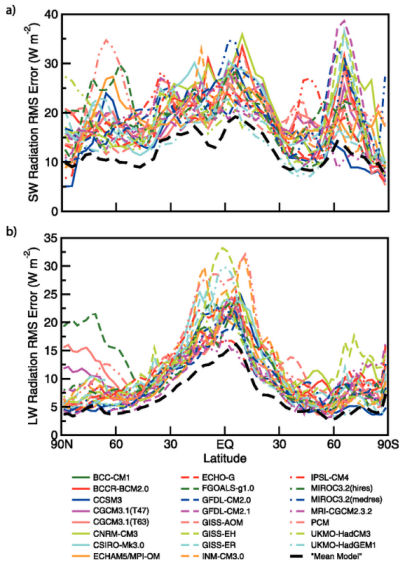 a)
SW Radiation RMS Error (W m-2)
40
30
20
10
0
b)
LW Radiation RMS Error (W m-2)
35
30
25
20
15
10
5
0
90N 60 30 EQ 30 60 90S
Latitude
BCC-CM1 ECHO-G IPSL-CM4
BCCR-BCM2.0 FGOALS-g1.0 MIROC3.2(hires)
CCSM3 GFDL-CM2.0 MIROC3.2(medres)
CGCM3.1(T47) GFDL-CM2.1 MRI-CGCM2.3.2
CGCM3.1(T63) GISS-AOM PCM
CNRM-CM3 GISS-EH UKMO-HadCM3
CSIRO-Mk3.0 GISS-ER UKMO-HadGEM1
ECHAM5/MPI-OM INM-CM3.0 "Mean Model"